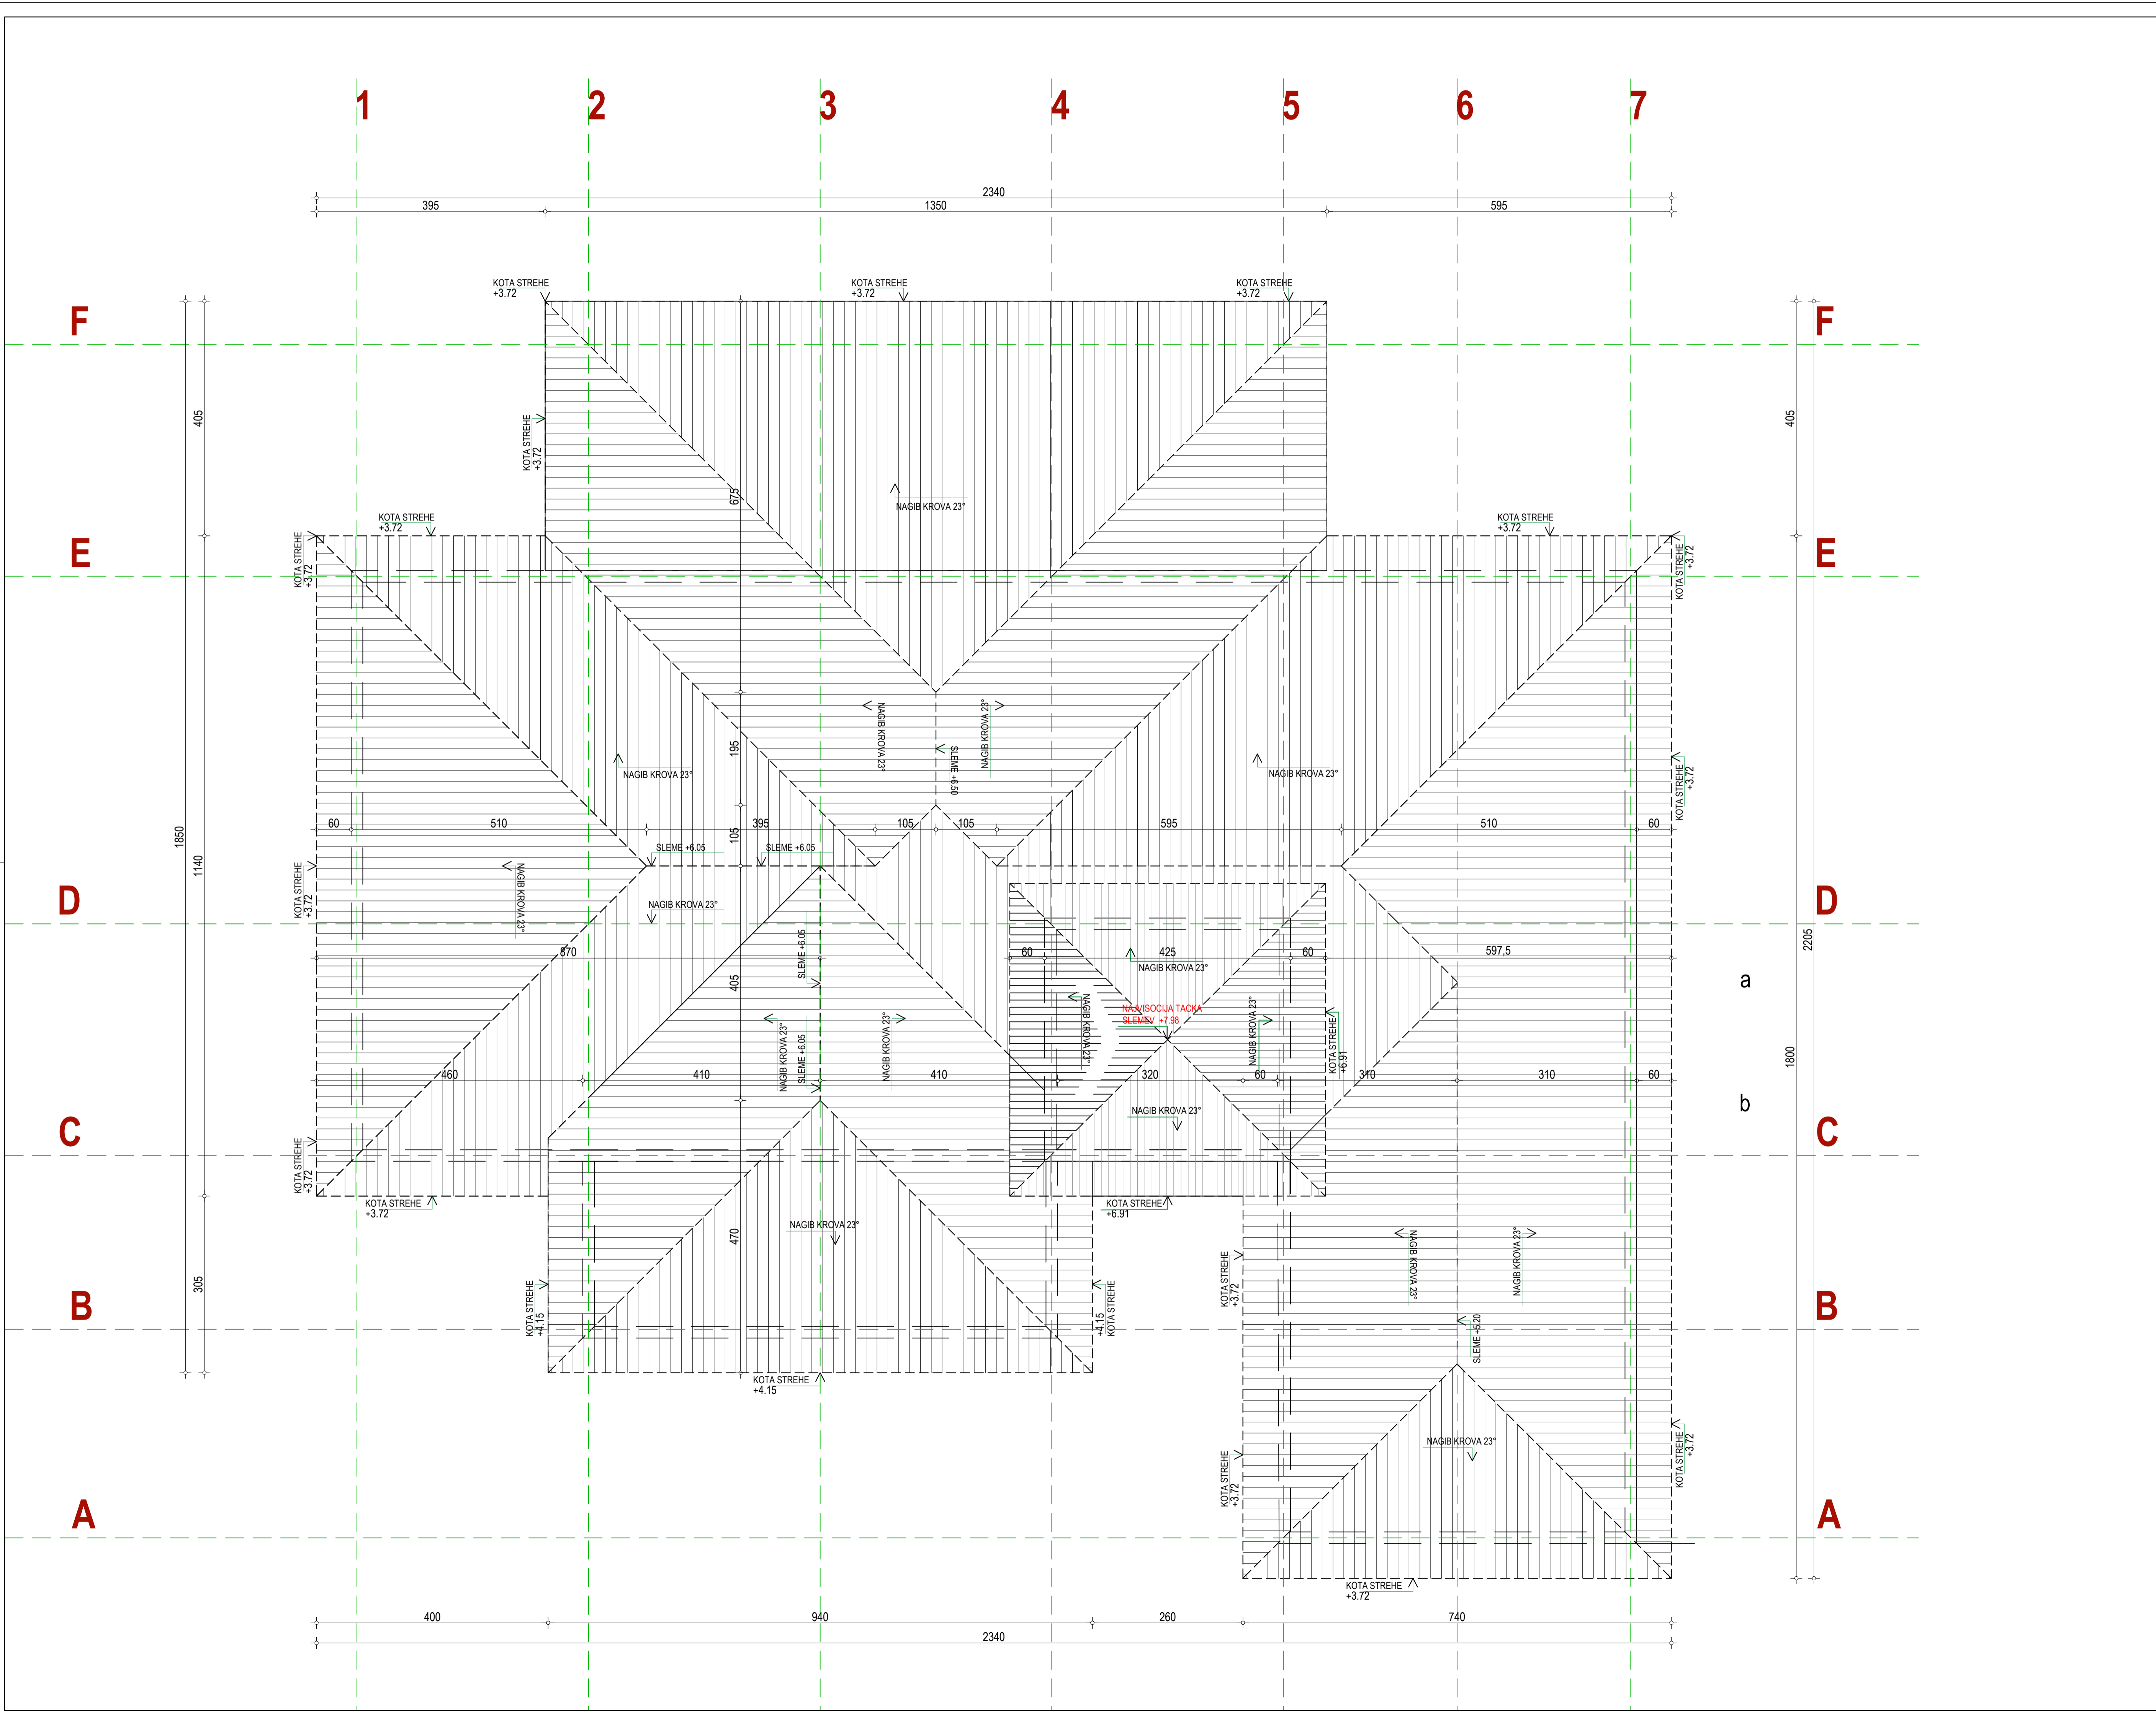 1 2 3 4 5 6 7
2340
395 1350 595
KOTA STREHE
+3.72
KOTA STREHE
+3.72
KOTA STREHE
+3.72
F F
405 405
KOTA STREHE
+3.72
675
NAGIB KROVA 23°
KOTA STREHE
+3.72
KOTA STREHE
+3.72
KOTA STREHE
+3.72
KOTA STREHE
+3.72
E E
NAGIB KROVA 23°
NAGIB KROVA 23°
SLEME +6.50
195
NAGIB KROVA 23°
NAGIB KROVA 23°
KOTA STREHE
+3.72
60 510 395 105 105 595 510 60
105
1850
1140
SLEME +6.05
SLEME +6.05
KOTA STREHE
+3.72
NAGIB KROVA 23°
NAGIB KROVA 23°
D D
SLEME +6.05
870 60 425 60 597,5
2205
405
NAGIB KROVA 23°
a
NAGIB KROVA 23°
NAJVISOCIJA TACKA
SLEMEV +7.98
NAGIB KROVA 23°
KOTA STREHE
+6.91
NAGIB KROVA 23°
SLEME +6.05
NAGIB KROVA 23°
1800
460 410 410 320 60 310 310 60
b
NAGIB KROVA 23°
C C
KOTA STREHE
+3.72
KOTA STREHE
+3.72
KOTA STREHE
+6.91
470
NAGIB KROVA 23°
NAGIB KROVA 23°
NAGIB KROVA 23°
305
KOTA STREHE
+3.72
KOTA STREHE
+4.15
+4.15
KOTA STREHE
B B
SLEME +5.20
KOTA STREHE
+4.15
NAGIB KROVA 23°
KOTA STREHE
+3.72
KOTA STREHE
+3.72
A A
KOTA STREHE
+3.72
400 940 260 740
2340